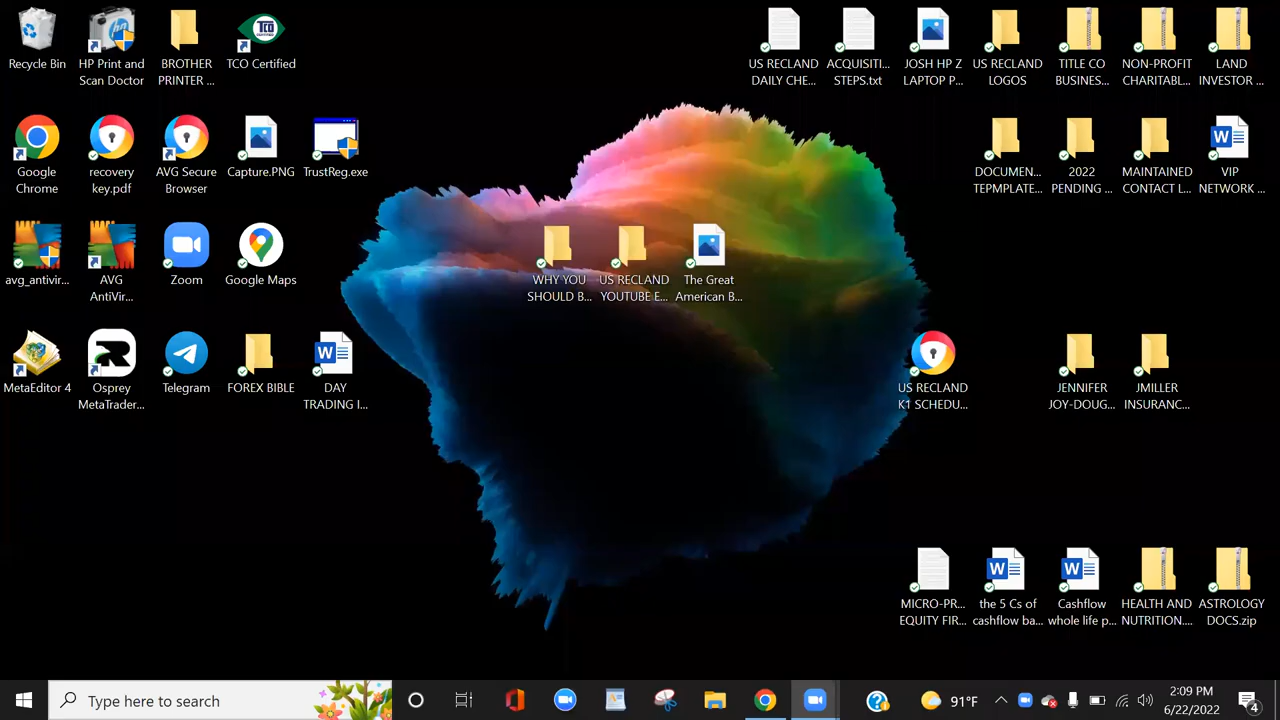 Recycle Bin
HP Print and
Scan Doctor
BROTHER
PRINTER ...
TCO Certified
US RECLAND
DAILY CHE...
ACQUISITI...
STEPS.txt
JOSH HP Z
LAPTOP P...
US RECLAND
LOGOS
TITLE CO
BUSINES...
NON-PROFIT
CHARITABL...
LAND
INVESTOR ...
Google
Chrome
recovery
key.pdf
AVG Secure
Browser
Capture.PNG
TrustReg.exe
DOCUMEN...
TEPMPLATE...
2022
PENDING ...
MAINTAINED
CONTACT L...
VIP
NETWORK ...
avg_antivir...
AVG
AntiVir...
Zoom
Google Maps
WHY YOU
SHOULD B...
US RECLAND
YOUTUBE E...
The Great
American B...
MetaEditor 4
Osprey
MetaTrader...
Telegram
FOREX BIBLE
DAY
TRADING I...
US RECLAND
K1 SCHEDU...
JENNIFER
JOY-DOUG...
JMILLER
INSURANC...
MICRO-PR...
EQUITY FIR...
the 5 Cs of
cashflow ba...
Cashflow
whole life p...
HEALTH AND
NUTRITION....
ASTROLOGY
DOCS.zip
Type here to search
91°F
2:09 PM
6/22/2022
4